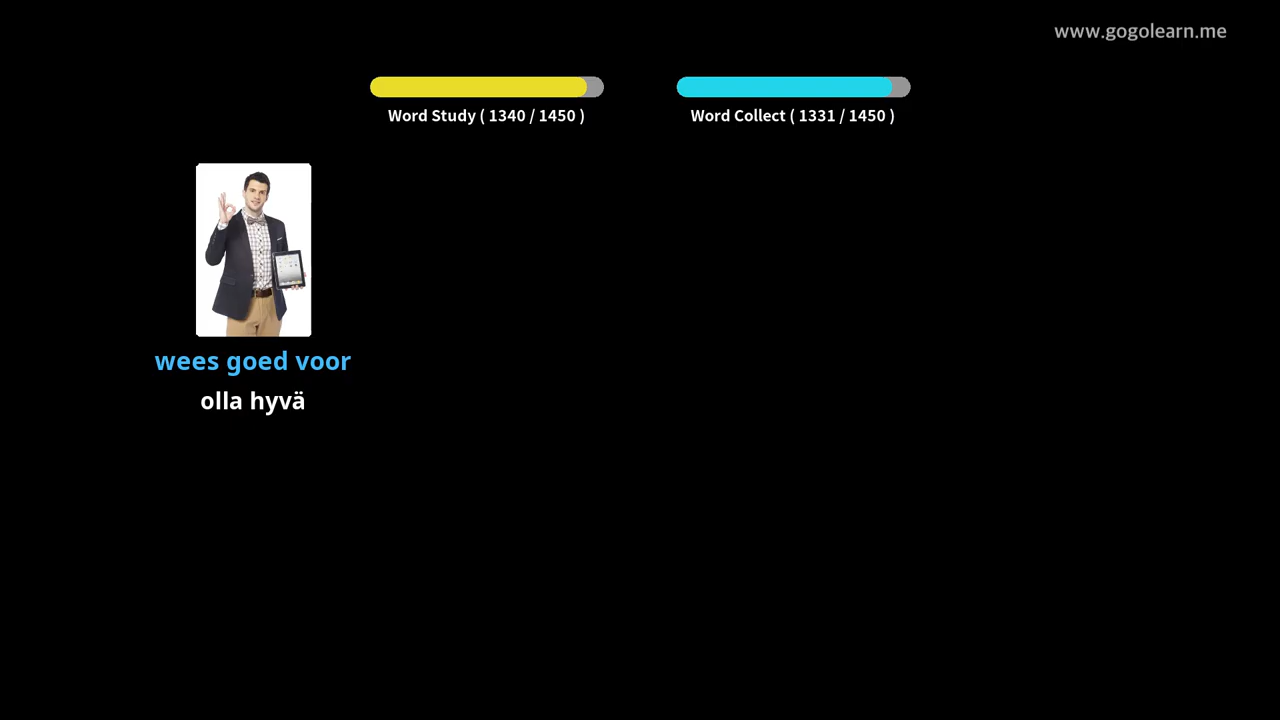 www.gogolearn.me
Word Study ( 1340 / 1450 )
Word Collect ( 1331 / 1450 )
wees goed voor
olla hyvä